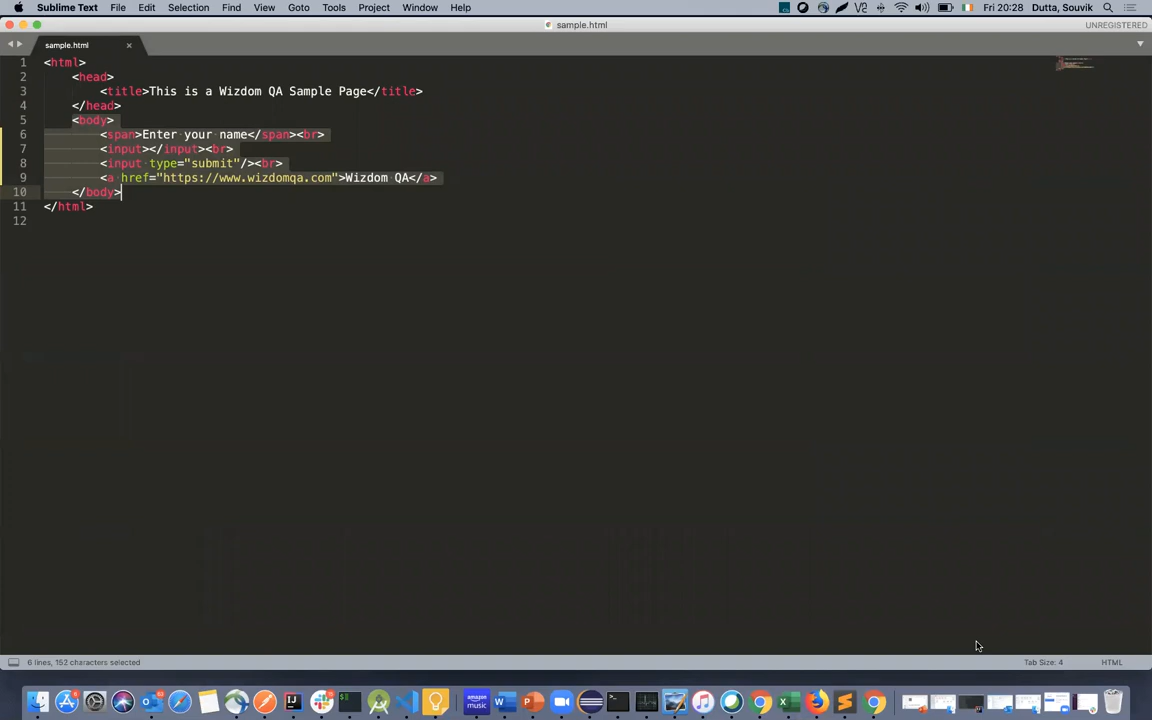 Sublime Text File Edit Selection Find View Goto Tools Project Window Help V2 Fri 20:28 Dutta, Souvik
sample.html
UNREGISTERED
sample.html ×
1 <html>
2 <head>
3 <title>This is a Wizdom QA Sample Page</title>
4 </head>
5 <body>
6 <span>Enter your name</span><br>
7 <input></input><br>
8 <input type="submit"/><br>
9 <a href="https://www.wizdomqa.com">Wizdom QA</a>
10 </body>
11 </html>
12
6 lines, 152 characters selected
Tab Size: 4
HTML
amazon music